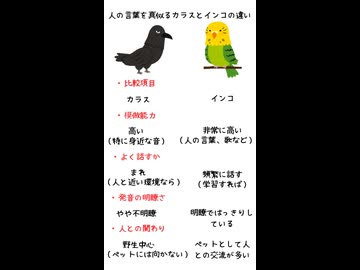 人の言葉を真似るカラスとインコの違い
・比較項目
カラス
インコ
・模倣能力
高い
(特に身近な音)
非常に高い
(人の言葉、歌など)
・よく話すか
まれ
(人と近い環境なら)
頻繁に話す
(学習すれば)
・発音の明瞭さ
やや不明瞭
明瞭ではっきりし
ている
・人との関わり
野生中心
(ペットには向かない)
ペットとして人
との交流が多い